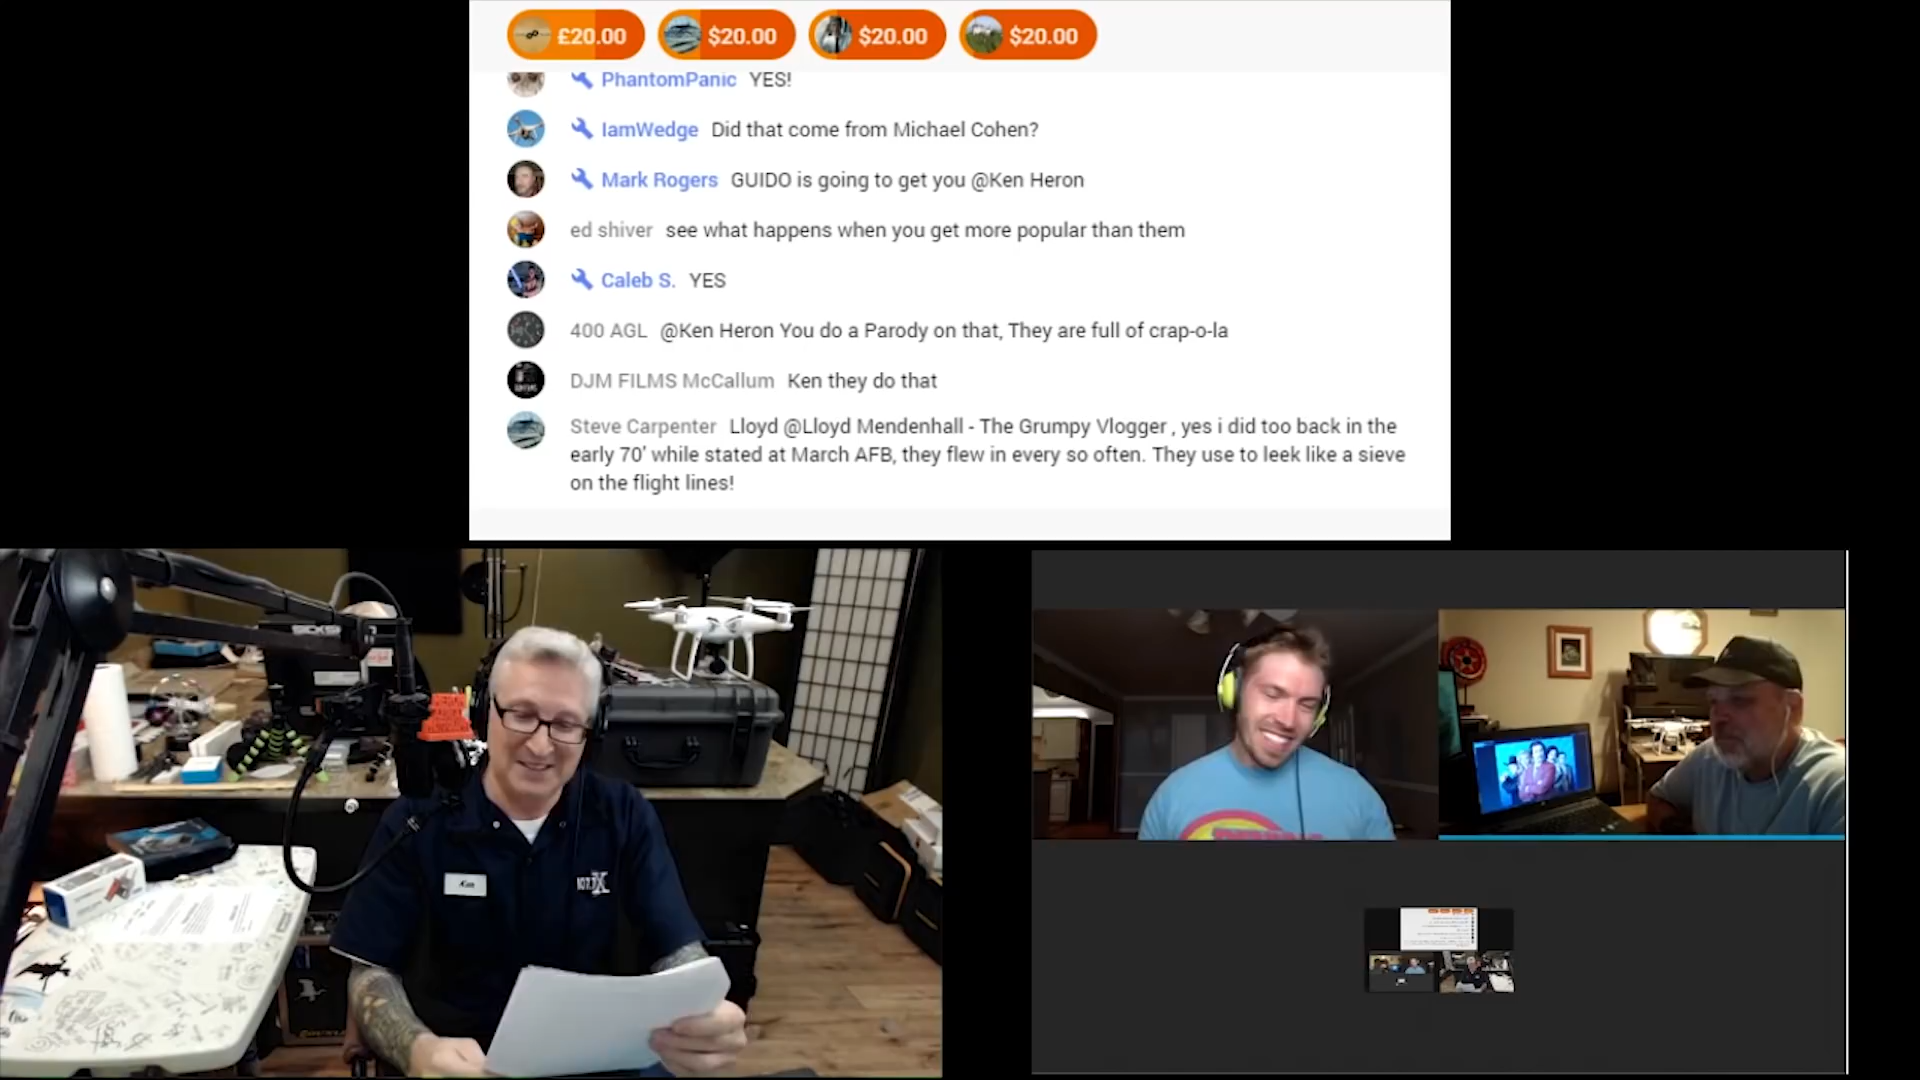 £20.00 $20.00 $20.00 $20.00
PhantomPanic YES!
IamWedge Did that come from Michael Cohen?
Mark Rogers GUIDO is going to get you @Ken Heron
ed shiver see what happens when you get more popular than them
Caleb S. YES
400 AGL @Ken Heron You do a Parody on that, They are full of crap-o-la
DJM FILMS McCallum Ken they do that
Steve Carpenter Lloyd @Lloyd Mendenhall - The Grumpy Vlogger , yes i did too back in the
early 70' while stated at March AFB, they flew in every so often. They use to leek like a sieve
on the flight lines!
Ken
107.7 X